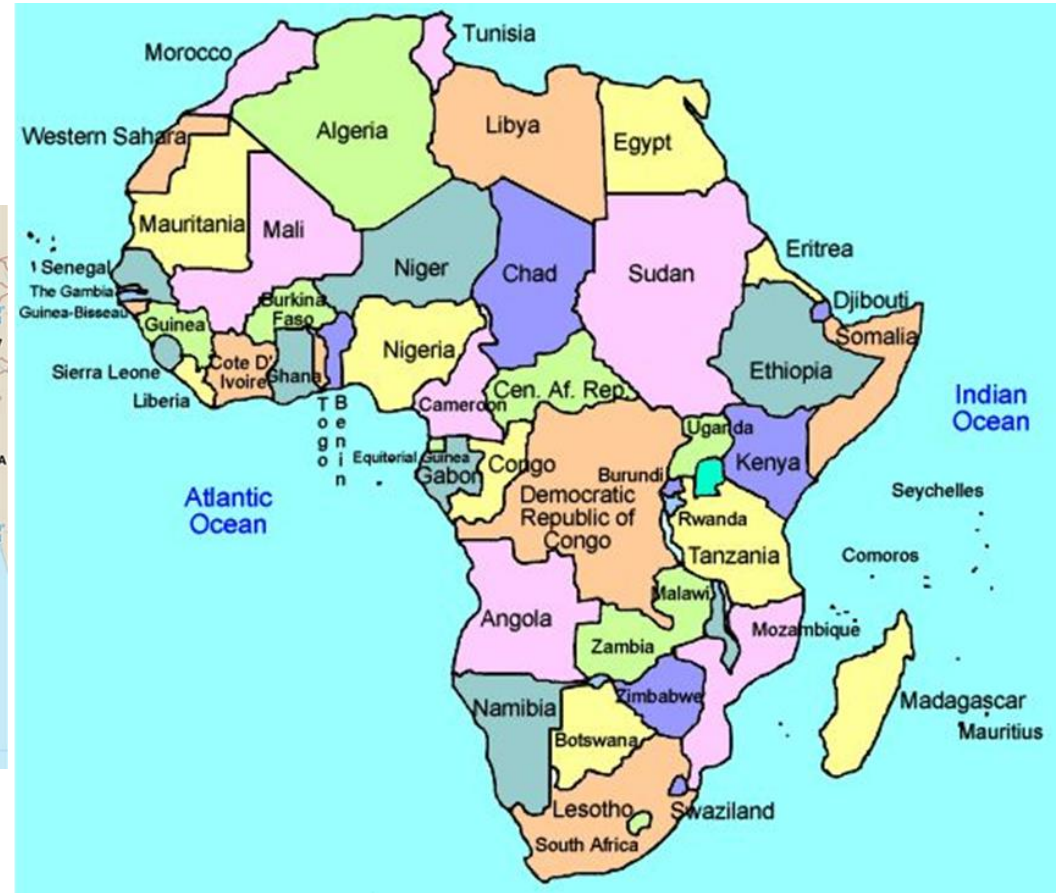 Morocco
Tunisia
Algeria
Libya
Egypt
Western Sahara
Mauritania
Mali
Niger
Chad
Sudan
Eritrea
Senegal
The Gambia
Guinea-Bisseau
Guinea
Burkina
Faso
Djibouti
Somalia
Nigeria
Ethiopia
Sierra Leone
Cote D'
Ivoire
Ghana
Liberia
Togo
Benin
Cameroon
Cen. Af. Rep.
Uganda
Kenya
Indian
Ocean
Equiterial Guinea
Gabon
Congo
Burundi
Democratic
Republic of
Congo
Rwanda
Tanzania
Atlantic
Ocean
Seychelles
Comoros
Angola
Malawi
Zambia
Mozambique
Zimbabwe
Namibia
Botswana
Madagascar
Mauritius
Lesotho
Swaziland
South Africa